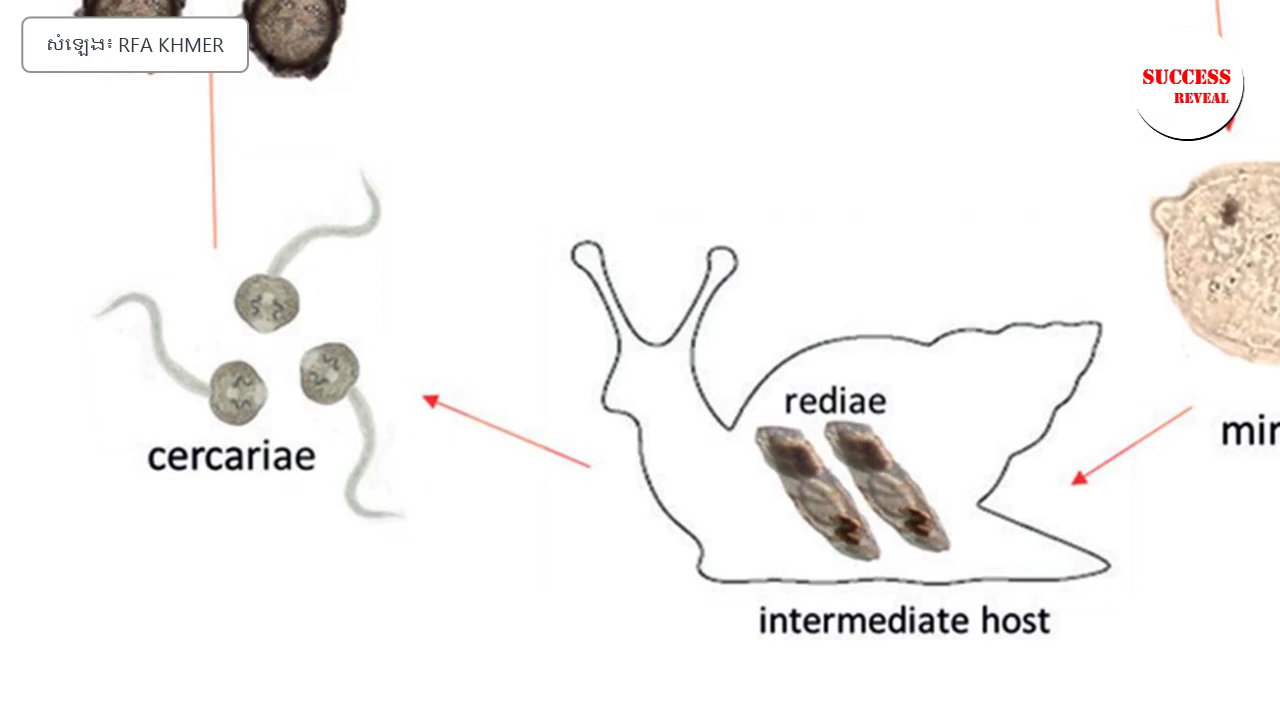 សំឡេង៖ RFA KHMER
SUCCESS
REVEAL
rediae
mir
cercariae
intermediate host